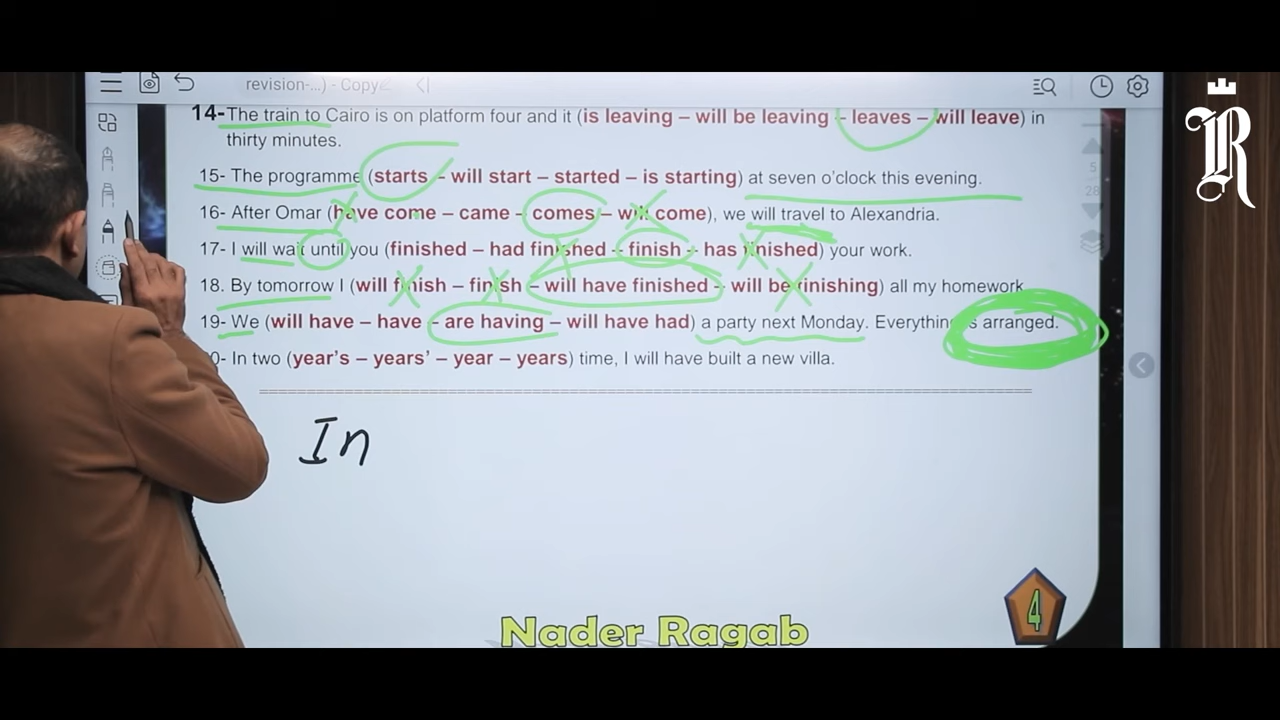 revision-...) - Copy
14- The train to Cairo is on platform four and it (is leaving – will be leaving – leaves – will leave) in
thirty minutes.
15- The programme (starts – will start – started – is starting) at seven o'clock this evening.
16- After Omar (have come – came – comes – will come), we will travel to Alexandria.
17- I will wait until you (finished – had finished – finish – has finished) your work.
18. By tomorrow I (will finish – finish – will have finished – will be finishing) all my homework
19- We (will have – have – are having – will have had) a party next Monday. Everything is arranged.
0- In two (year's – years' – year – years) time, I will have built a new villa.
In
5
28
4
Nader Ragab
R